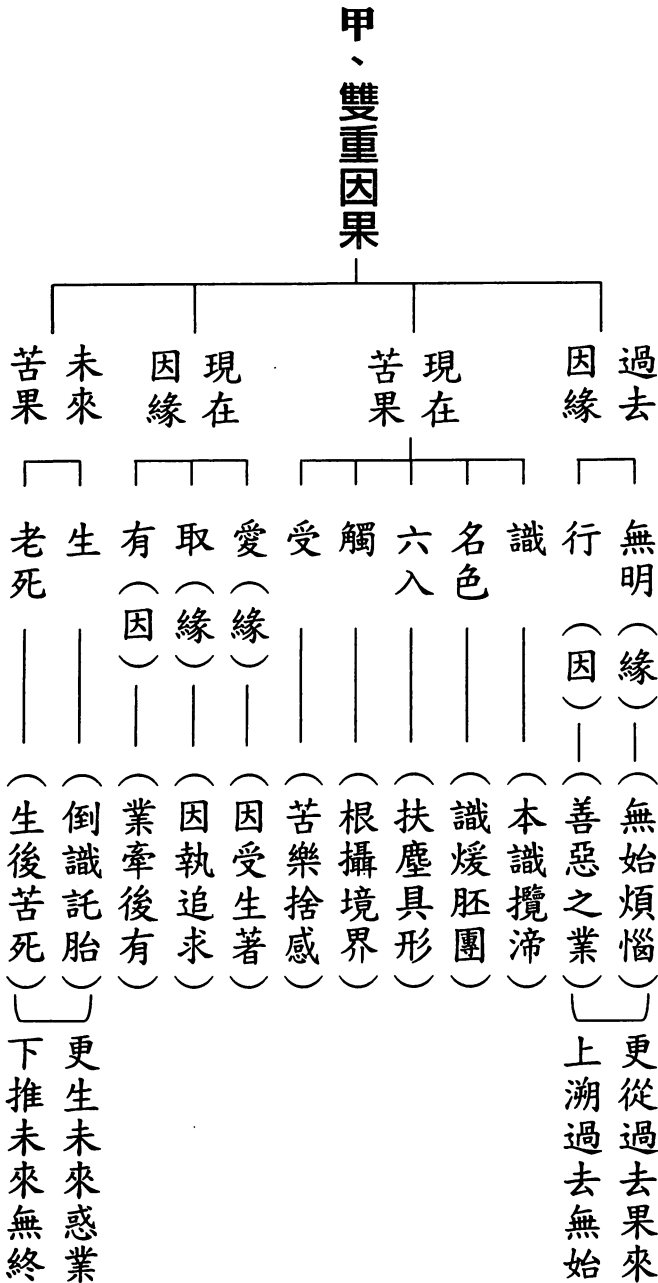 甲、雙重因果
過去
因緣
現在
苦果
現在
因緣
未來
苦果
無明（緣）
行（因）
識
名色
六入
觸
受
愛（緣）
取（緣）
有（因）
生
老死
（無始煩惱）
（善惡之業）
（本識攬渧）
（識煖胚團）
（扶塵具形）
（根攝境界）
（苦樂捨感）
（因受生著）
（因執追求）
（業牽後有）
（倒識託胎）
（生後苦死）
更從過去果來
上溯過去無始
更生未來惑業
下推未來無終